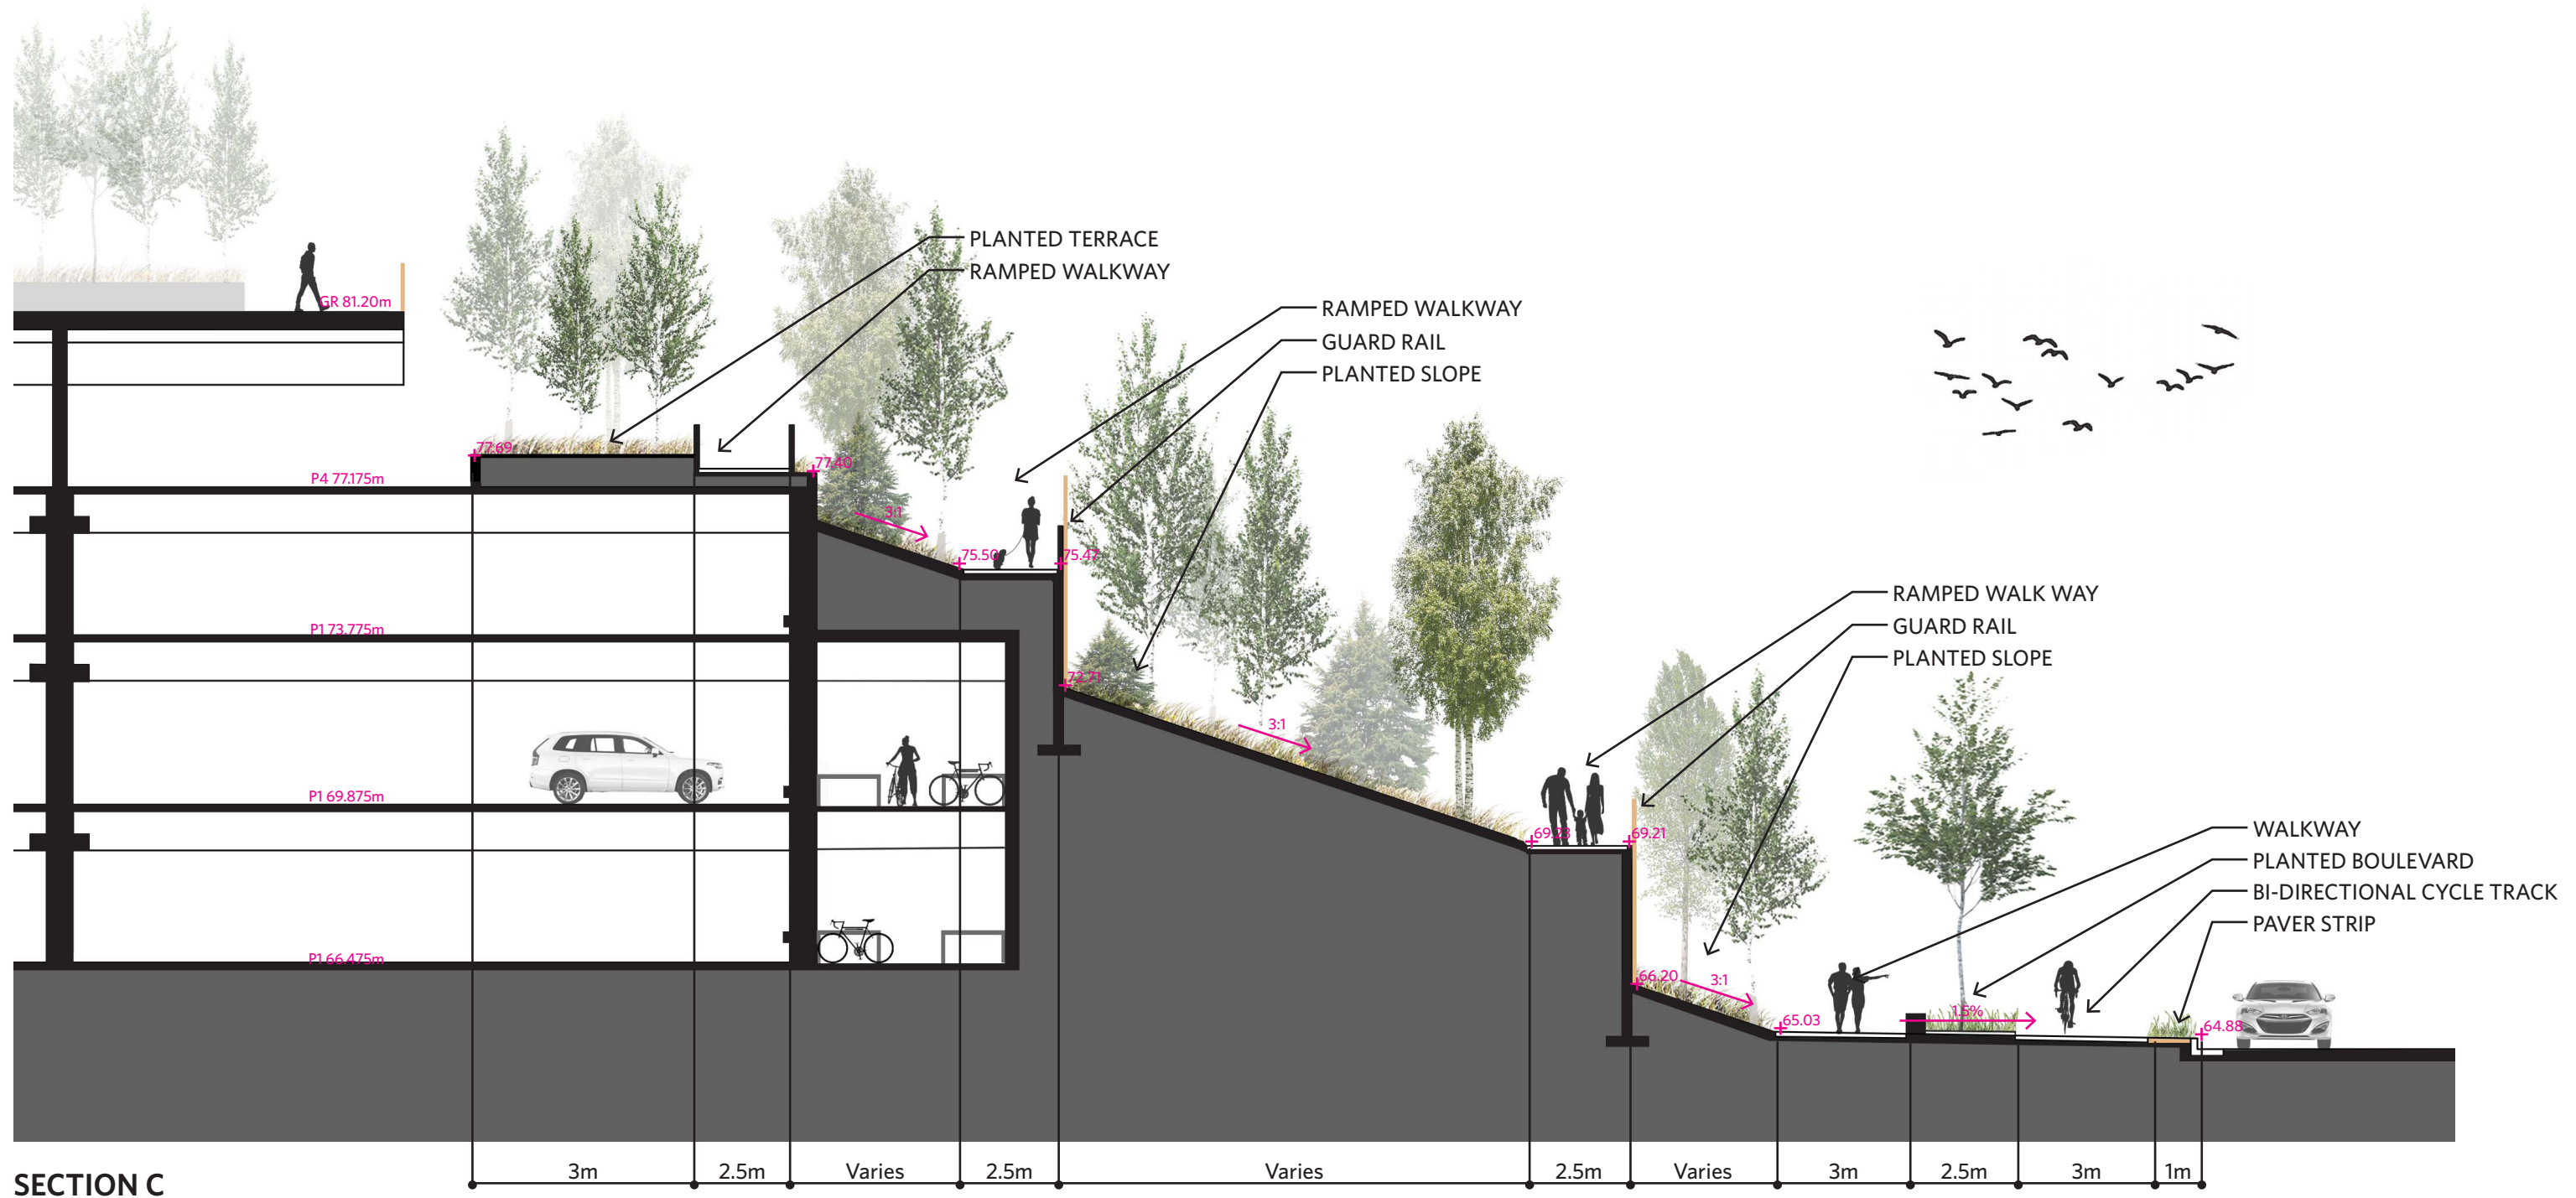 PLANTED TERRACE
RAMPED WALKWAY
RAMPED WALKWAY
GUARD RAIL
PLANTED SLOPE
GR 81.20m
77.69
77.40
P4 77.175m
3:1
75.50
75.47
P1 73.775m
72.71
3:1
RAMPED WALK WAY
GUARD RAIL
PLANTED SLOPE
P1 69.875m
69.23
69.21
WALKWAY
PLANTED BOULEVARD
BI-DIRECTIONAL CYCLE TRACK
PAVER STRIP
P1 66.475m
66.20
3:1
65.03
1.5%
64.88
3m
2.5m
Varies
2.5m
Varies
2.5m
Varies
3m
2.5m
3m
1m
SECTION C